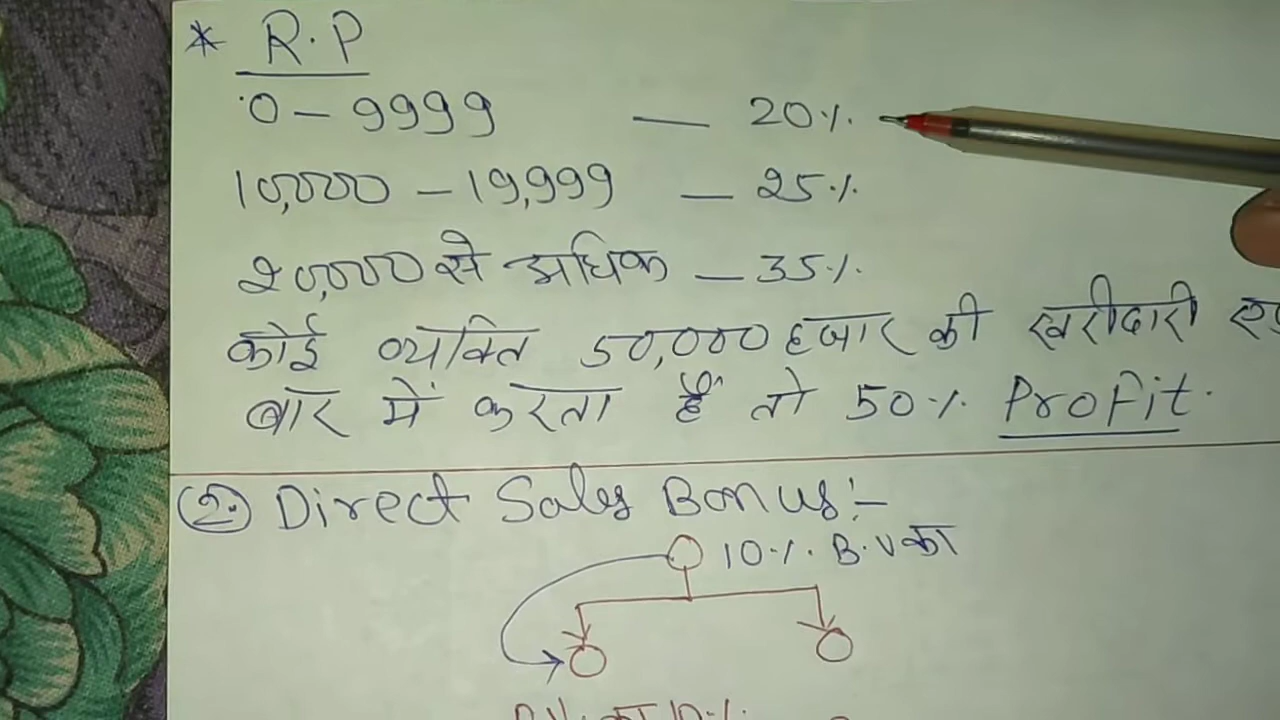 * R.P
0 – 9999 — 20%
10,000 – 19,999 – 25%
20,000 से अधिक – 35%
कोई व्यक्ति 50,000 हजार की खरीदारी
बार में करता हैं तो 50% Profit.
2. Direct Sales Bonus:-
10% B.V का
का 10%